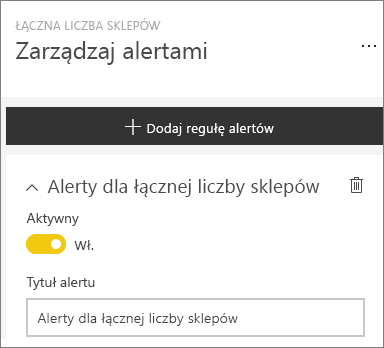 ŁĄCZNA LICZBA SKLEPÓW
Zarządzaj alertami
Dodaj regułę alertów
Alerty dla łącznej liczby sklepów
Aktywny
Wł.
Tytuł alertu
Alerty dla łącznej liczby sklepów